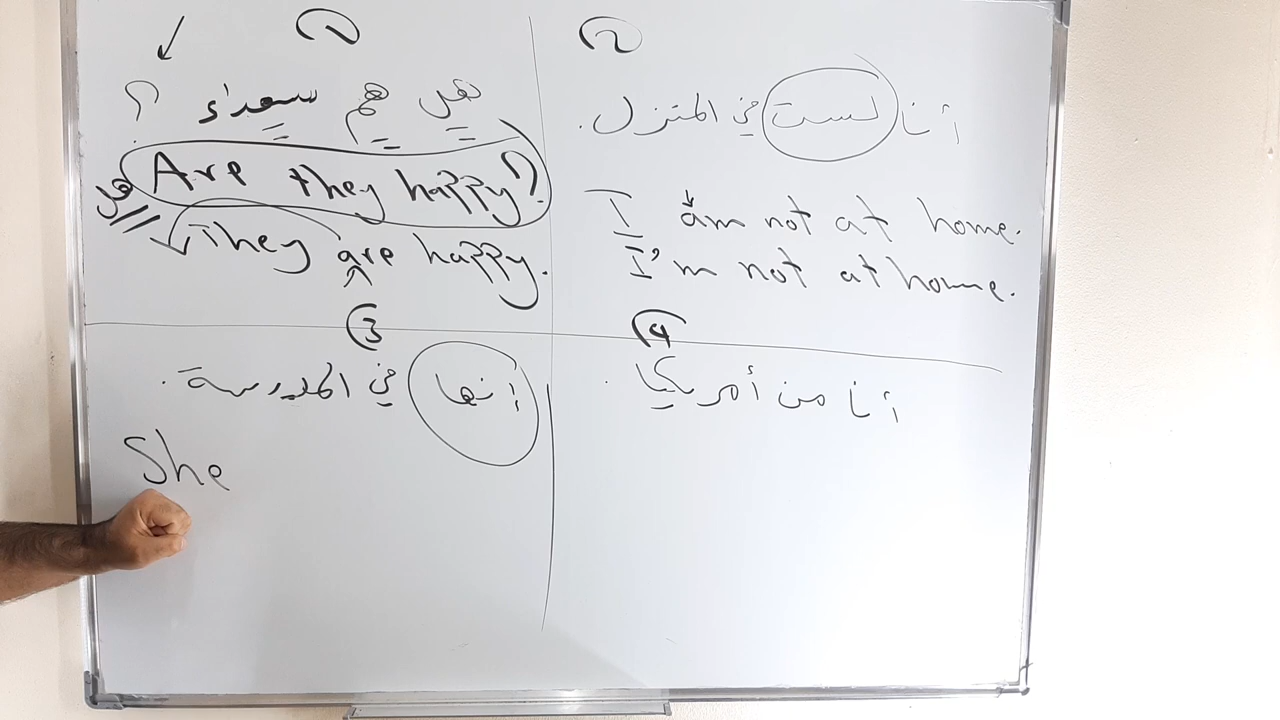 1
هل هم سعداء ؟
Are they happy?
هل
They are happy.
2
أنا لست في المنزل.
I am not at home.
I'm not at home.
3
إنها في المدرسة.
She
4
أنا من أمريكيا.